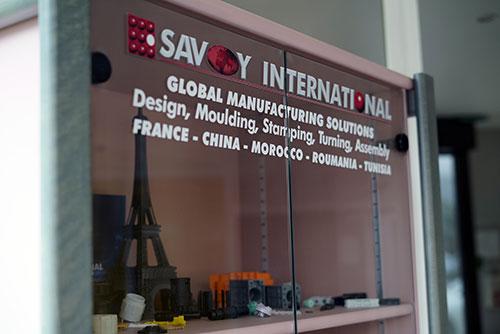 SAVOY INTERNATIONAL
GLOBAL MANUFACTURING SOLUTIONS
Design, Moulding, Stamping, Turning, Assembly
FRANCE - CHINA - MOROCCO - ROUMANIA - TUNISIA